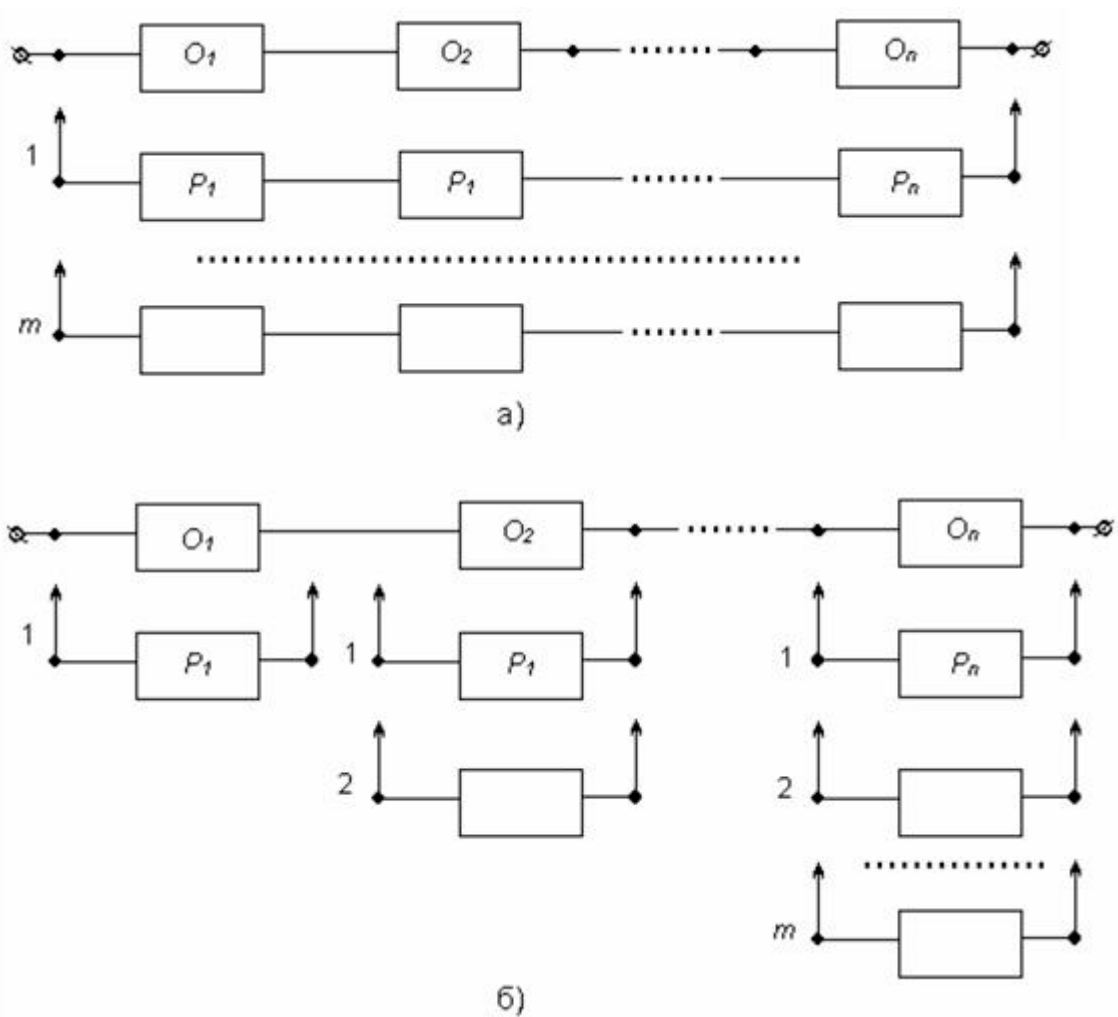 O₁ O₂ Oₙ
1 P₁ P₁ Pₙ
m
а)
O₁ O₂ Oₙ
1 P₁ 1 P₁ 1 Pₙ
2 2
m
б)